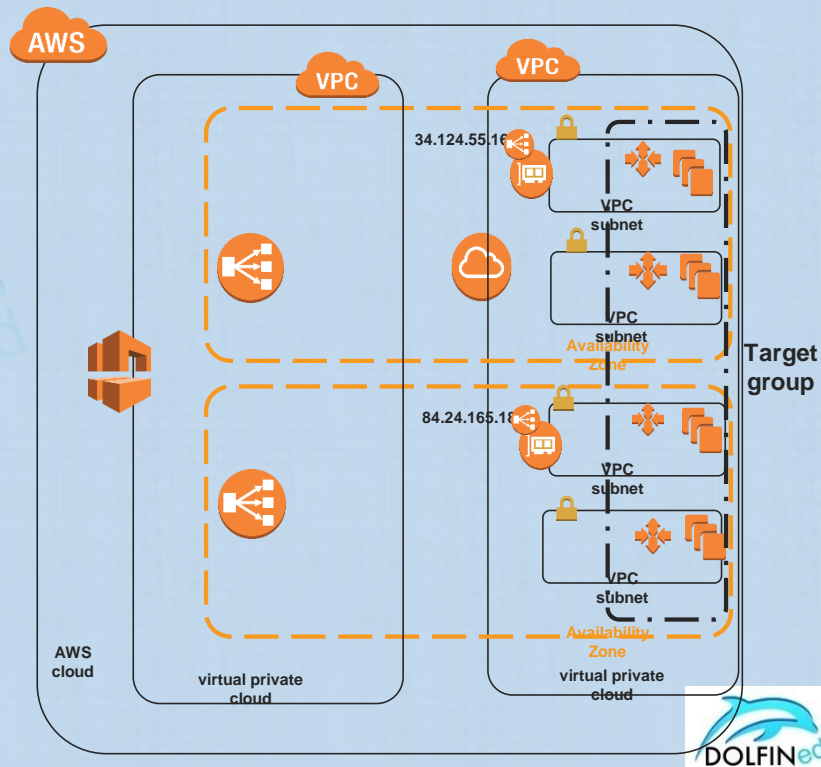 AWS
VPC
VPC
34.124.55.16
VPC
subnet
VPC
subnet
Availability
Zone
Target
group
84.24.165.18
VPC
subnet
VPC
subnet
Availability
Zone
AWS
cloud
virtual private
cloud
virtual private
cloud
DOLFINed